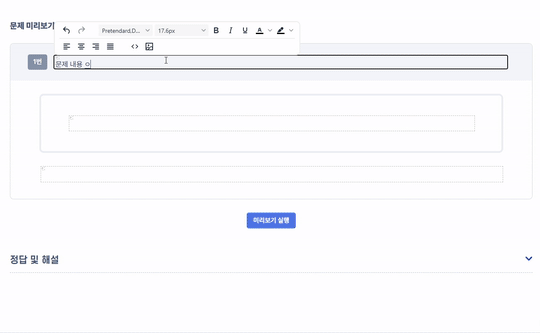 문제 미리보기
Pretendard,D... 17.6px B I U A
1번 문제 내용 ㅇ
미리보기 실행
정답 및 해설